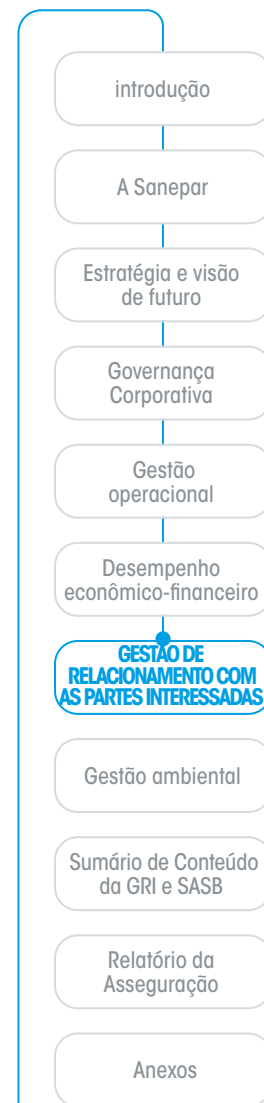 introdução
A Sanepar
Estratégia e visão
de futuro
Governança
Corporativa
Gestão
operacional
Desempenho
econômico-financeiro
GESTÃO DE
RELACIONAMENTO COM
AS PARTES INTERESSADAS
Gestão ambiental
Sumário de Conteúdo
da GRI e SASB
Relatório da
Asseguração
Anexos